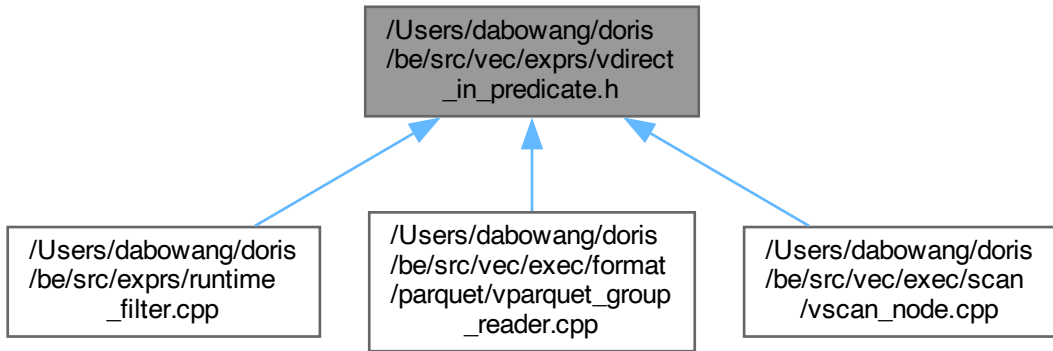 /Users/dabowang/doris
/be/src/vec/exprs/vdirect
_in_predicate.h
/Users/dabowang/doris
/be/src/exprs/runtime
_filter.cpp
/Users/dabowang/doris
/be/src/vec/exec/format
/parquet/vparquet_group
_reader.cpp
/Users/dabowang/doris
/be/src/vec/exec/scan
/vscan_node.cpp